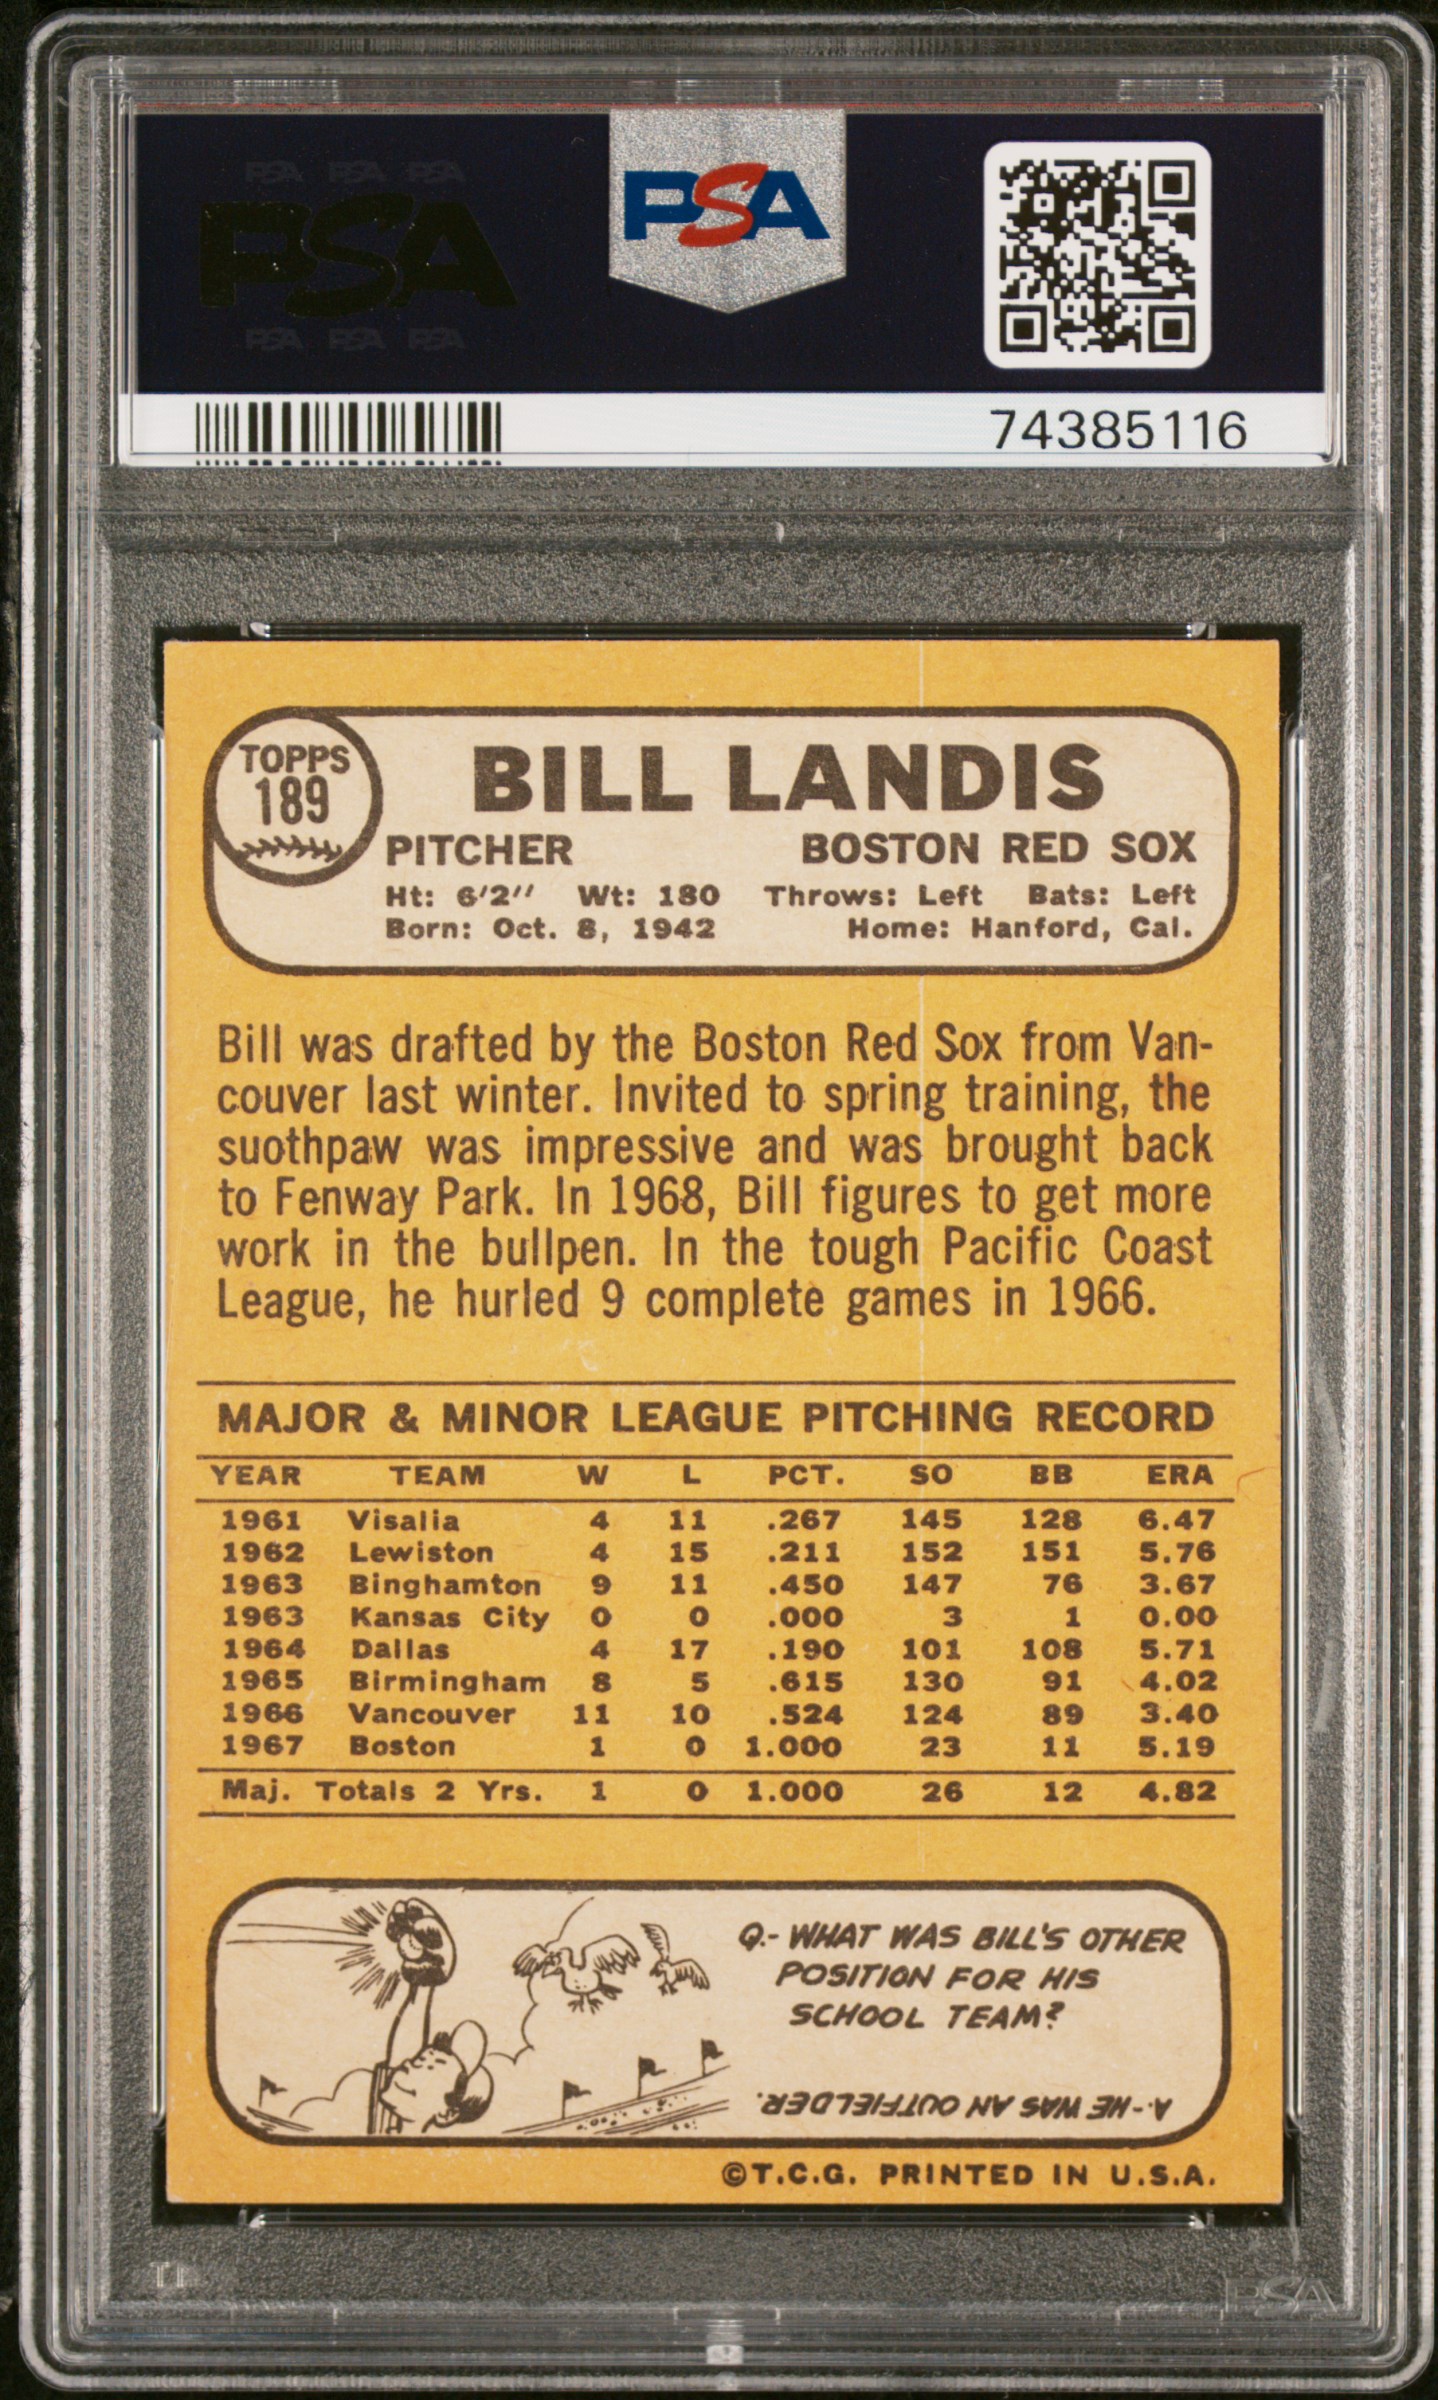 PSA PSA PSA
PSA
PSA PSA PSA
PSA
74385116
TOPPS
189
BILL LANDIS
PITCHER BOSTON RED SOX
Ht: 6'2'' Wt: 180 Throws: Left Bats: Left
Born: Oct. 8, 1942 Home: Hanford, Cal.
Bill was drafted by the Boston Red Sox from Van-
couver last winter. Invited to spring training, the
suothpaw was impressive and was brought back
to Fenway Park. In 1968, Bill figures to get more
work in the bullpen. In the tough Pacific Coast
League, he hurled 9 complete games in 1966.
MAJOR & MINOR LEAGUE PITCHING RECORD
YEAR TEAM W L PCT. SO BB ERA
1961 Visalia 4 11 .267 145 128 6.47
1962 Lewiston 4 15 .211 152 151 5.76
1963 Binghamton 9 11 .450 147 76 3.67
1963 Kansas City 0 0 .000 3 1 0.00
1964 Dallas 4 17 .190 101 108 5.71
1965 Birmingham 8 5 .615 130 91 4.02
1966 Vancouver 11 10 .524 124 89 3.40
1967 Boston 1 0 1.000 23 11 5.19
Maj. Totals 2 Yrs. 1 0 1.000 26 12 4.82
Q.- WHAT WAS BILL'S OTHER
POSITION FOR HIS
SCHOOL TEAM?
A.- HE WAS AN OUTFIELDER.
©T.C.G. PRINTED IN U.S.A.
PSA